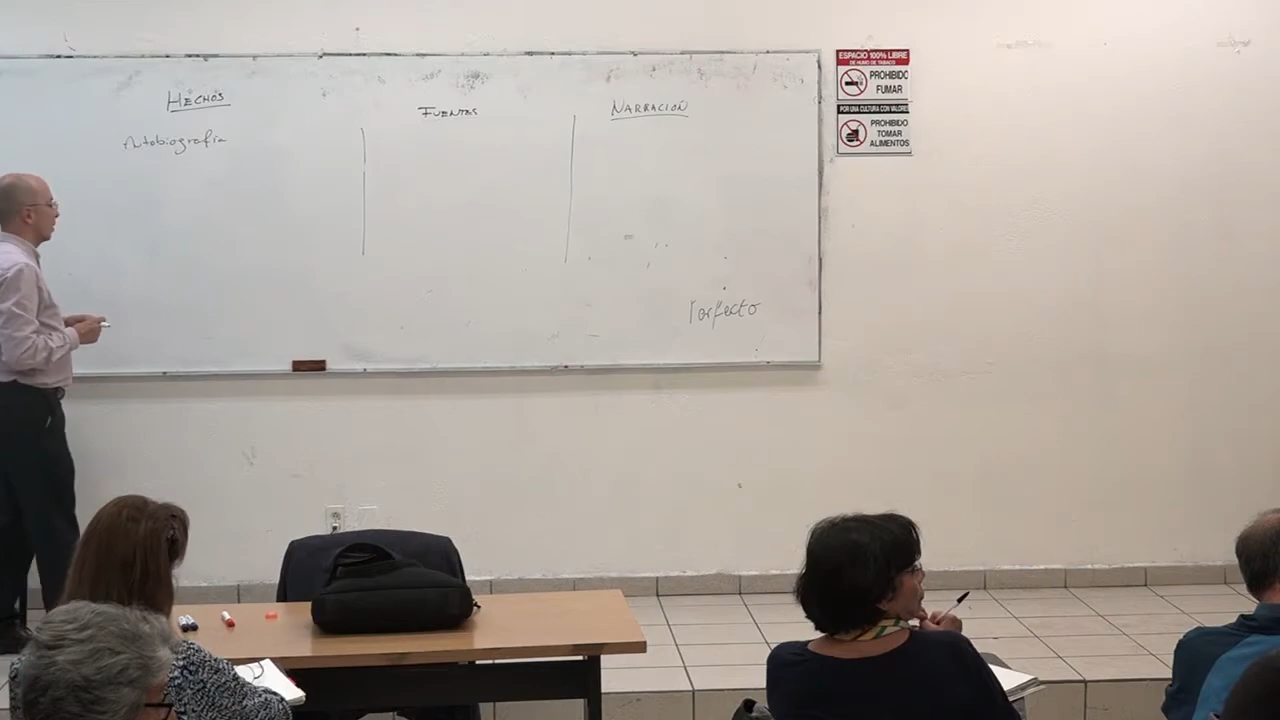 HECHOS
FUENTES
NARRACIÓN
Autobiografía
Perfecto
ESPACIO 100% LIBRE
DE HUMO DE TABACO
PROHIBIDO
FUMAR
POR UNA CULTURA CON VALORES
PROHIBIDO
TOMAR
ALIMENTOS